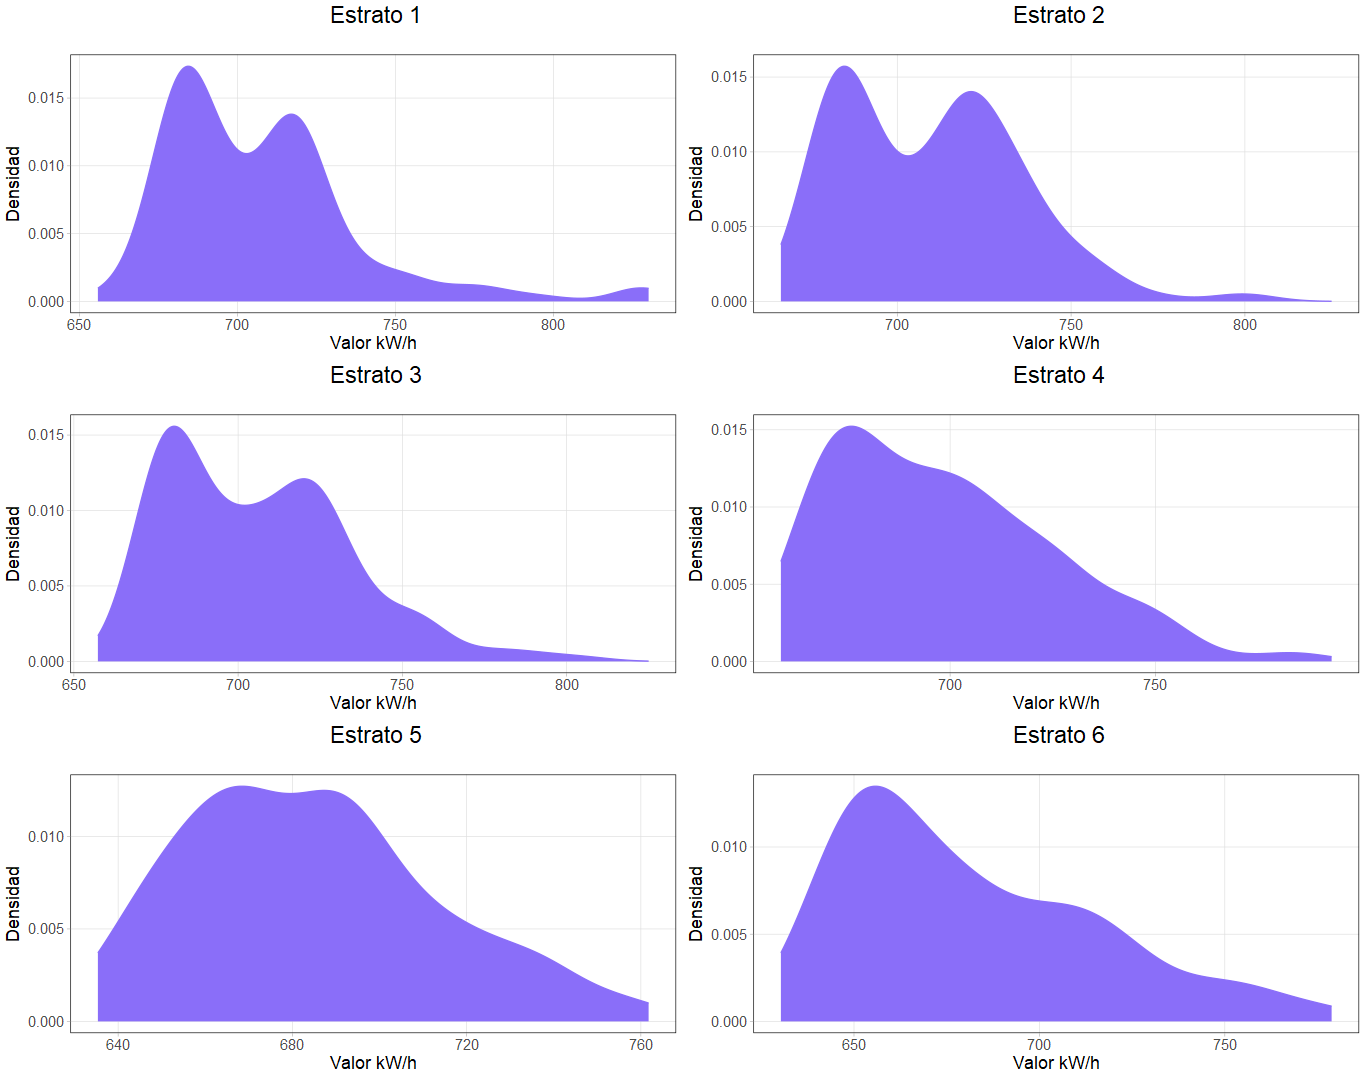 Estrato 1
Densidad
0.015
0.010
0.005
0.000
650 700 750 800
Valor kW/h
Estrato 2
Densidad
0.015
0.010
0.005
0.000
700 750 800
Valor kW/h
Estrato 3
Densidad
0.015
0.010
0.005
0.000
650 700 750 800
Valor kW/h
Estrato 4
Densidad
0.015
0.010
0.005
0.000
700 750
Valor kW/h
Estrato 5
Densidad
0.010
0.005
0.000
640 680 720 760
Valor kW/h
Estrato 6
Densidad
0.010
0.005
0.000
650 700 750
Valor kW/h